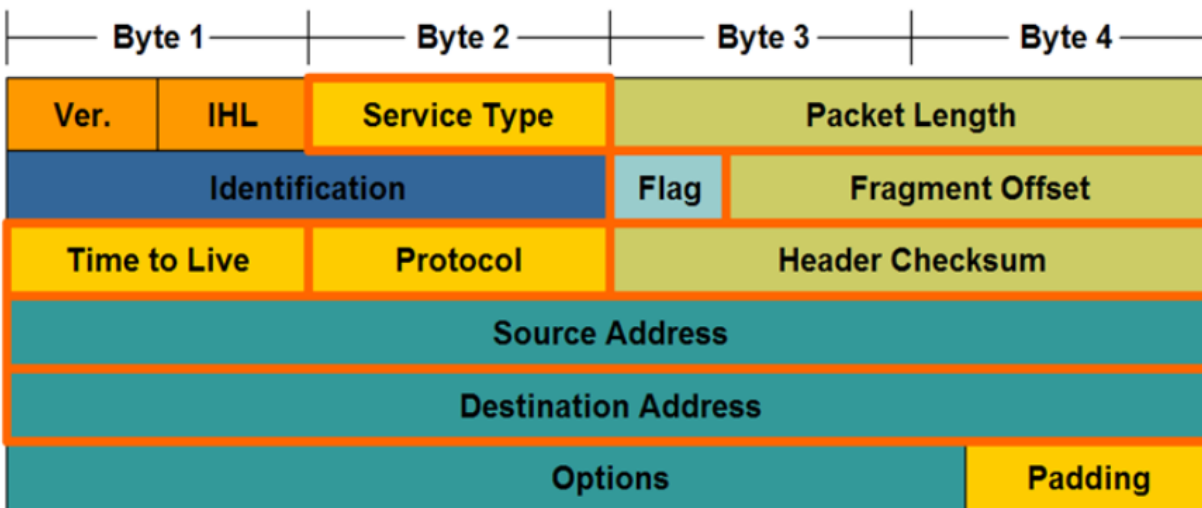 Byte 1 Byte 2 Byte 3 Byte 4
Ver. IHL Service Type Packet Length
Identification Flag Fragment Offset
Time to Live Protocol Header Checksum
Source Address
Destination Address
Options Padding